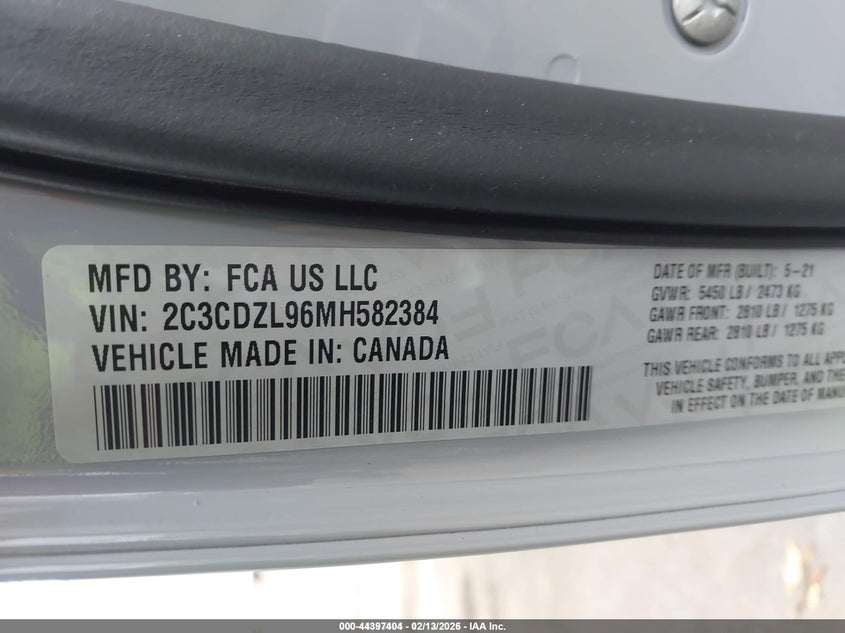 MFD BY: FCA US LLC
VIN: 2C3CDZL96MH582384
VEHICLE MADE IN: CANADA
DATE OF MFR (BUILT): 5-21
GVWR: 5450 LB / 2473 KG
GAWR FRONT: 2810 LB / 1275 KG
GAWR REAR: 2810 LB / 1275 KG
THIS VEHICLE CONFORMS TO ALL APPL
VEHICLE SAFETY, BUMPER, AND THE
IN EFFECT ON THE DATE OF MANU
000-44397404 - 02/13/2026 - IAA Inc.